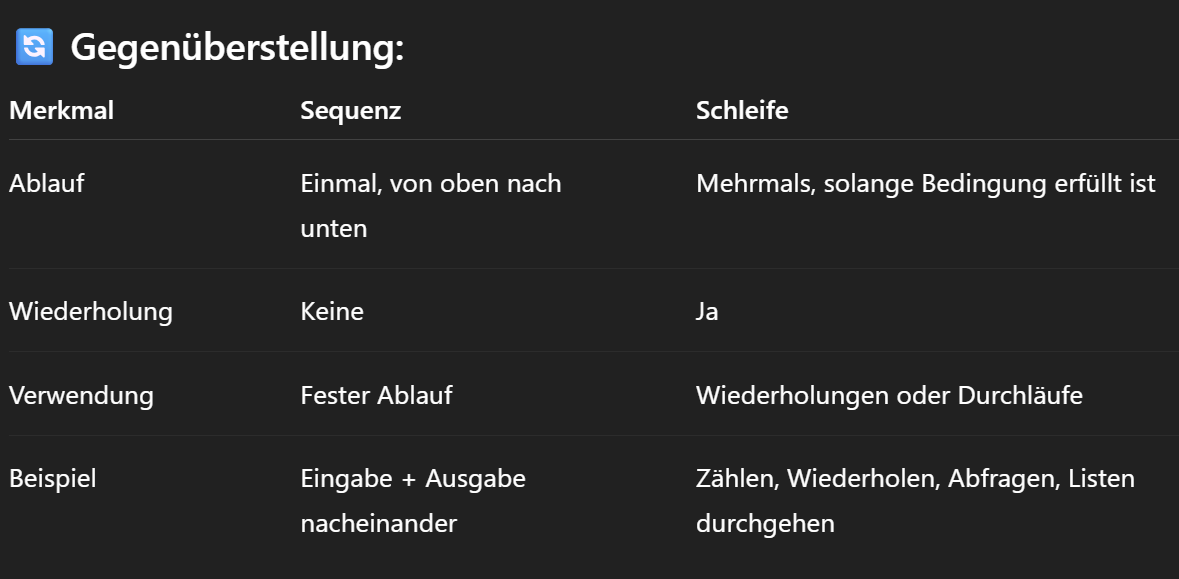 Gegenüberstellung:
Merkmal Sequenz Schleife
Ablauf Einmal, von oben nach unten Mehrmals, solange Bedingung erfüllt ist
Wiederholung Keine Ja
Verwendung Fester Ablauf Wiederholungen oder Durchläufe
Beispiel Eingabe + Ausgabe nacheinander Zählen, Wiederholen, Abfragen, Listen durchgehen